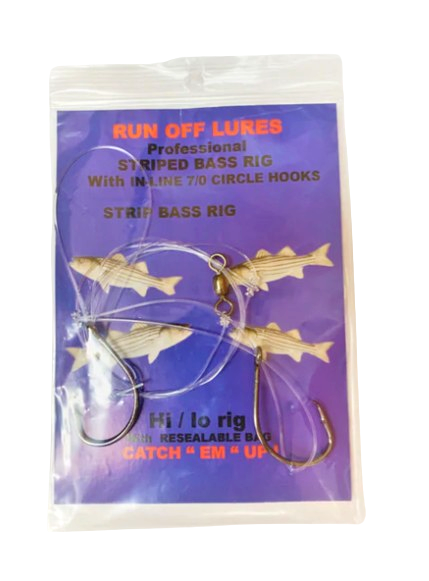 RUN OFF LURES
Professional
STRIPED BASS RIG
With IN-LINE 7/0 CIRCLE HOOKS
STRIP BASS RIG
Hi / lo rig
With RESEALABLE BAG
CATCH “ EM “ UP!